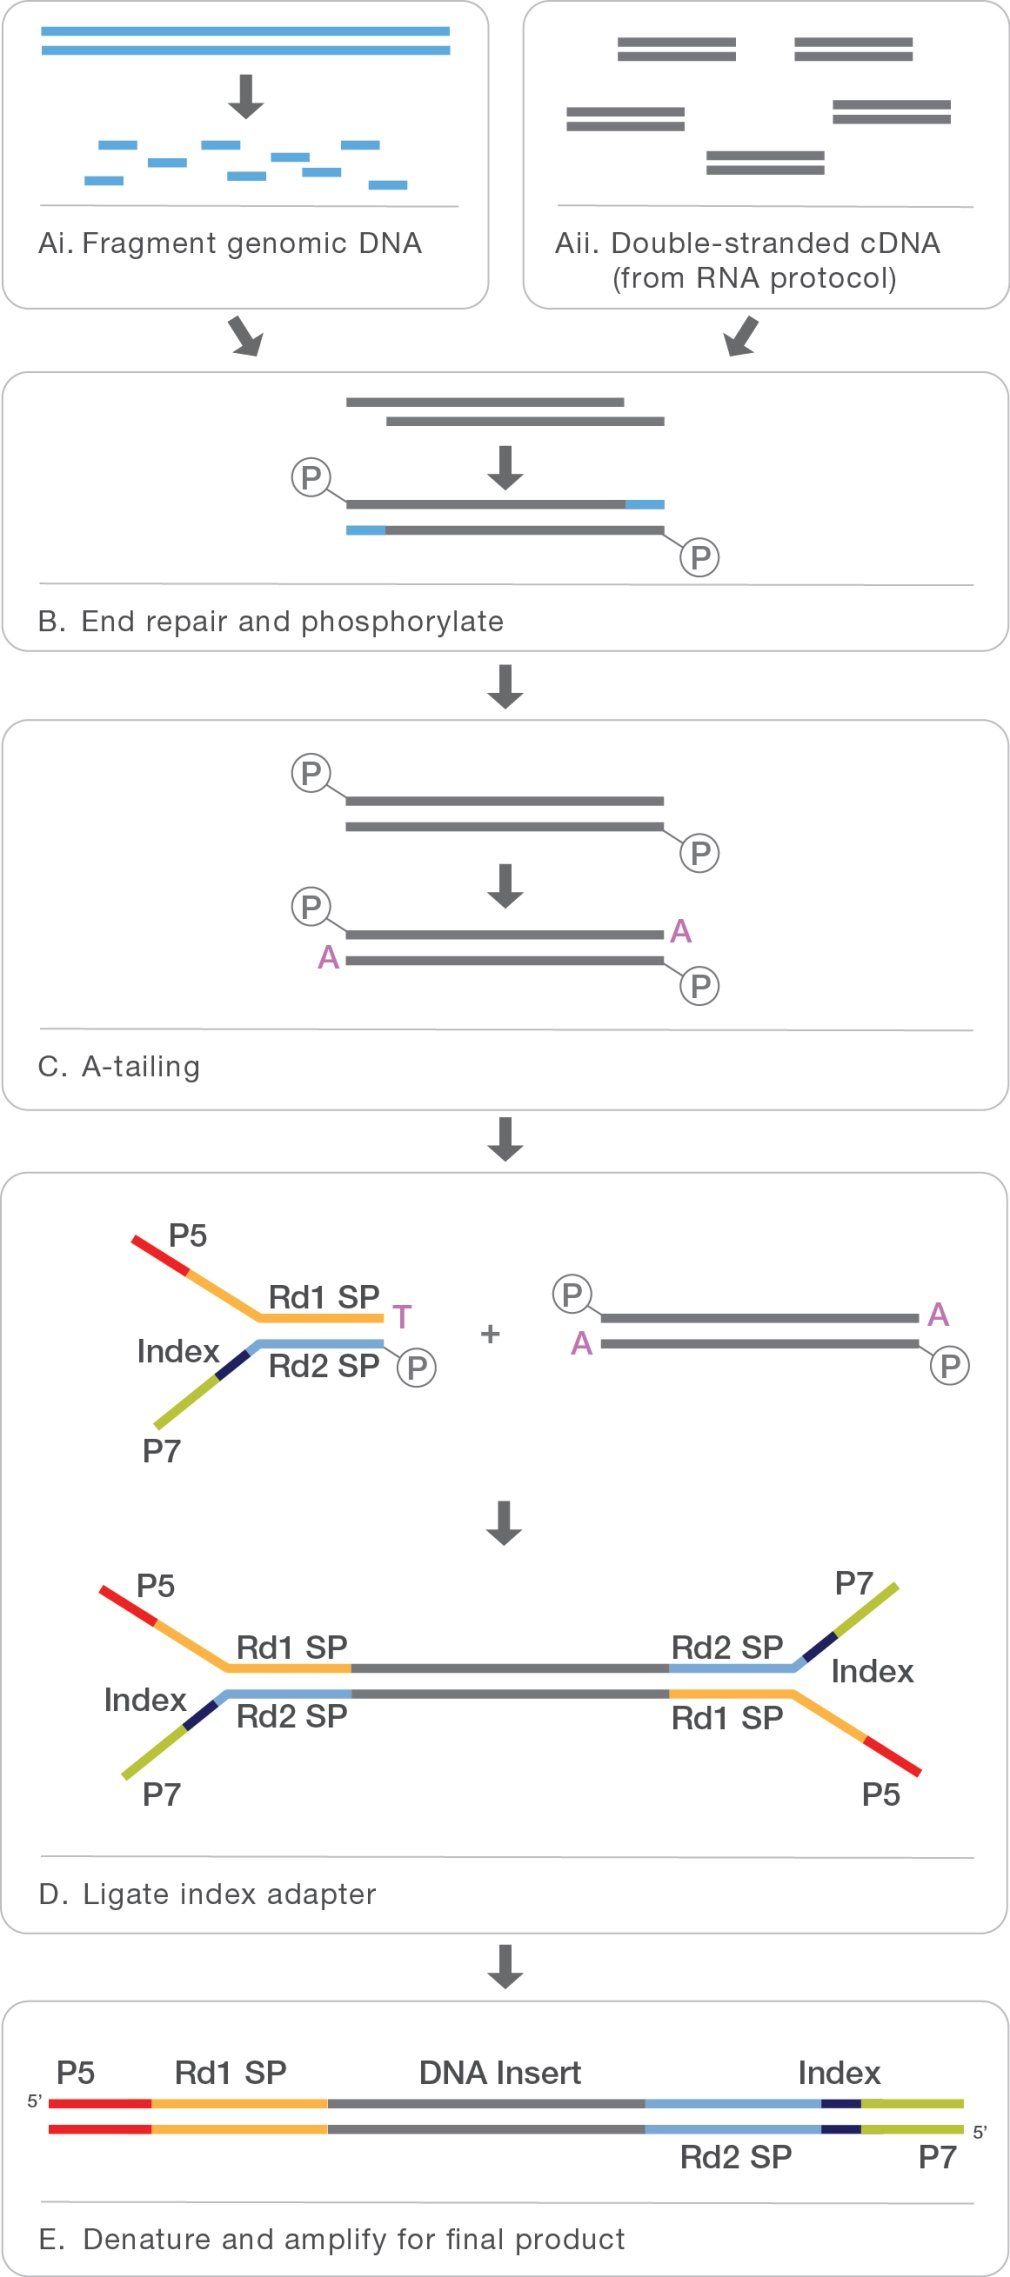 Ai. Fragment genomic DNA
Aii. Double-stranded cDNA
(from RNA protocol)
P
P
B. End repair and phosphorylate
P
P
P
A
A
P
C. A-tailing
P5
Rd1 SP
T
Index
Rd2 SP
P
P7
+
P
A
A
P
P5
P7
Rd1 SP
Rd2 SP
Index
Index
Rd2 SP
Rd1 SP
P7
P5
D. Ligate index adapter
P5 Rd1 SP DNA Insert Index
5’
5’
Rd2 SP P7
E. Denature and amplify for final product